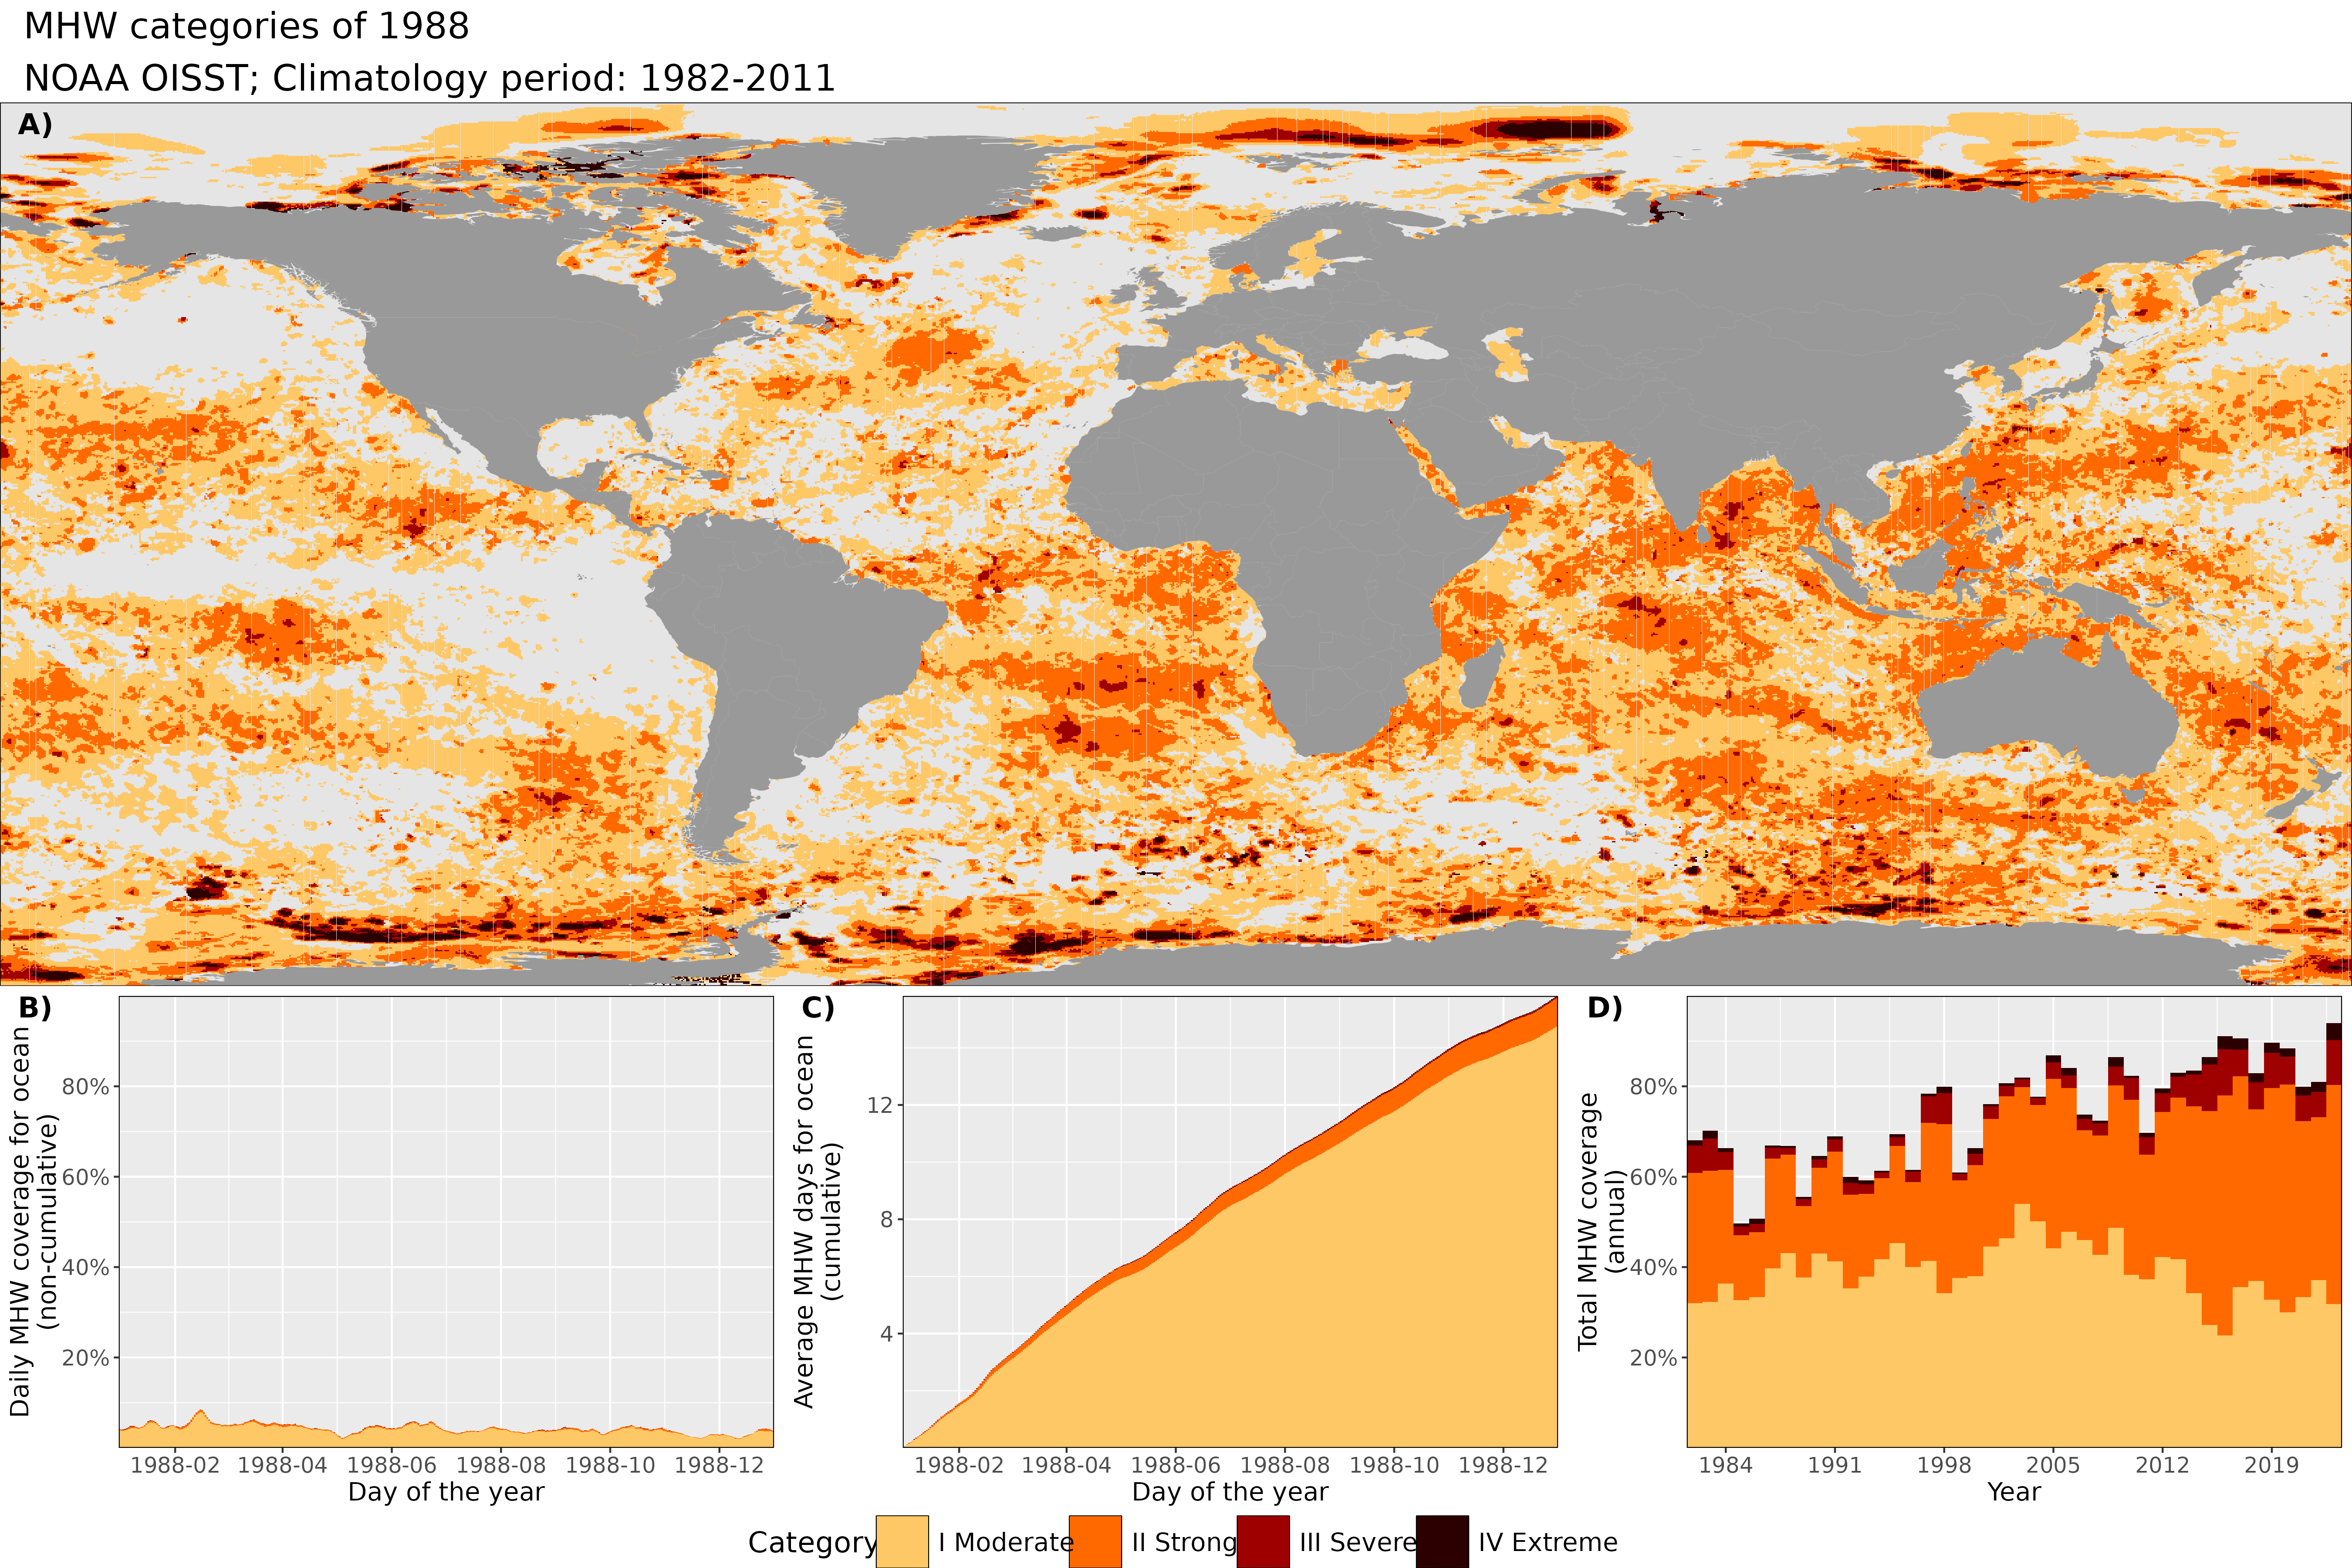 MHW categories of 1988
NOAA OISST; Climatology period: 1982-2011
A)
B)
Daily MHW coverage for ocean
(non-cumulative)
80%
60%
40%
20%
1988-02 1988-04 1988-06 1988-08 1988-10 1988-12
Day of the year
C)
Average MHW days for ocean
(cumulative)
12
8
4
1988-02 1988-04 1988-06 1988-08 1988-10 1988-12
Day of the year
D)
Total MHW coverage
(annual)
80%
60%
40%
20%
1984 1991 1998 2005 2012 2019
Year
Category I Moderate II Strong III Severe IV Extreme